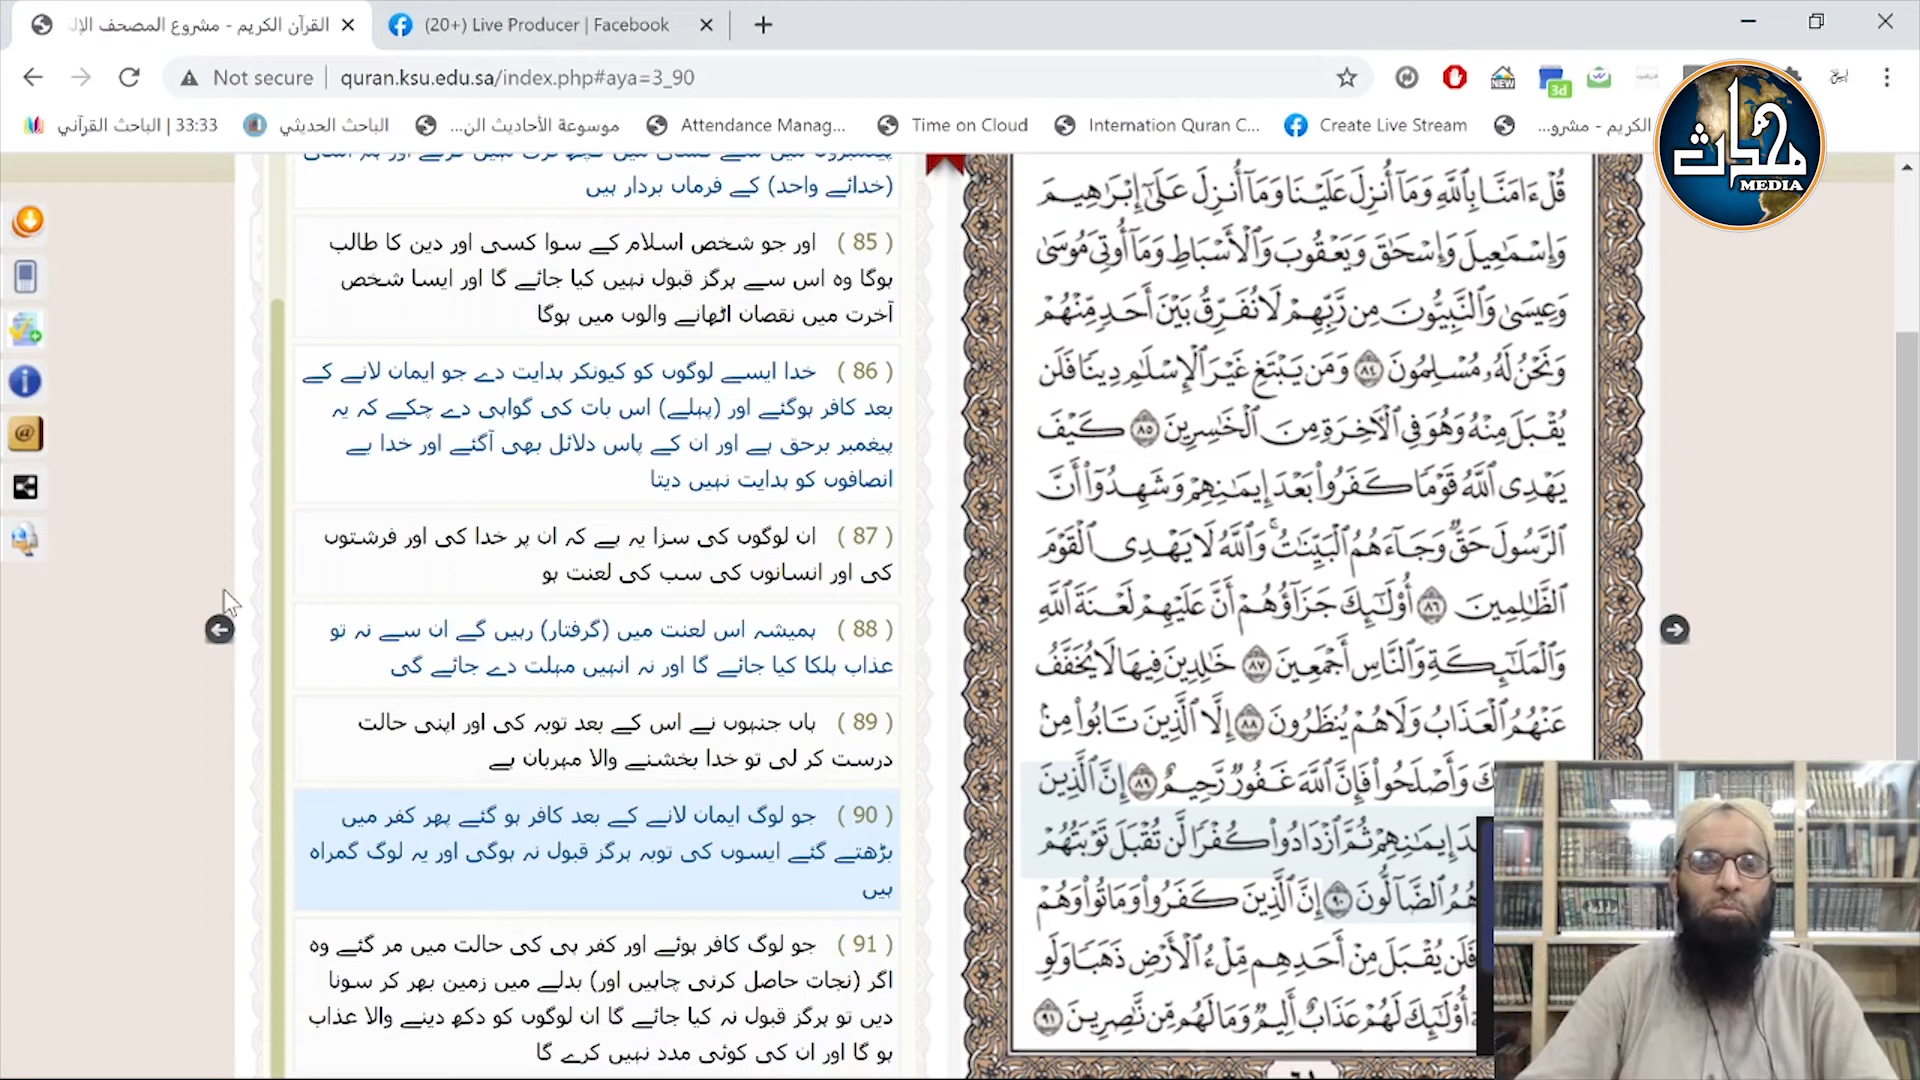 القرآن الكريم - مشروع المصحف الإل
(20+) Live Producer | Facebook
Not secure
quran.ksu.edu.sa/index.php#aya=3_90
3d
NEW
33:33 | الباحث القرآني
الباحث الحديثي
موسوعة الأحاديث الن...
Attendance Manag...
Time on Cloud
Internation Quran C...
Create Live Stream
الكريم - مشرو...
محدث
MEDIA
(خدائے واحد) کے فرماں بردار ہیں
( 85 ) اور جو شخص اسلام کے سوا کسی اور دین کا طالب
ہوگا وہ اس سے ہرگز قبول نہیں کیا جائے گا اور ایسا شخص
آخرت میں نقصان اٹھانے والوں میں ہوگا
( 86 ) خدا ایسے لوگوں کو کیونکر ہدایت دے جو ایمان لانے کے
بعد کافر ہوگئے اور (پہلے) اس بات کی گواہی دے چکے کہ یہ
پیغمبر برحق ہے اور ان کے پاس دلائل بھی آگئے اور خدا بے
انصافوں کو ہدایت نہیں دیتا
( 87 ) ان لوگوں کی سزا یہ ہے کہ ان پر خدا کی اور فرشتوں
کی اور انسانوں کی سب کی لعنت ہو
( 88 ) ہمیشہ اس لعنت میں (گرفتار) رہیں گے ان سے نہ تو
عذاب ہلکا کیا جائے گا اور نہ انہیں مہلت دے جائے گی
( 89 ) ہاں جنہوں نے اس کے بعد توبہ کی اور اپنی حالت
درست کر لی تو خدا بخشنے والا مہربان ہے
( 90 ) جو لوگ ایمان لانے کے بعد کافر ہو گئے پھر کفر میں
بڑھتے گئے ایسوں کی توبہ ہرگز قبول نہ ہوگی اور یہ لوگ گمراہ
ہیں
( 91 ) جو لوگ کافر ہوئے اور کفر ہی کی حالت میں مر گئے وہ
اگر (نجات حاصل کرنی چاہیں اور) بدلے میں زمین بھر کر سونا
دیں تو ہرگز قبول نہ کیا جائے گا ان لوگوں کو دکھ دینے والا عذاب
ہو گا اور ان کی کوئی مدد نہیں کرے گا
قُلْ ءَامَنَّا بِٱللَّهِ وَمَآ أُنزِلَ عَلَيْنَا وَمَآ أُنزِلَ عَلَىٰٓ إِبْرَٰهِيمَ
وَإِسْمَٰعِيلَ وَإِسْحَٰقَ وَيَعْقُوبَ وَٱلْأَسْبَاطِ وَمَآ أُوتِىَ مُوسَىٰ
وَعِيسَىٰ وَٱلنَّبِيُّونَ مِن رَّبِّهِمْ لَا نُفَرِّقُ بَيْنَ أَحَدٍ مِّنْهُمْ
وَنَحْنُ لَهُۥ مُسْلِمُونَ ٨٤ وَمَن يَبْتَغِ غَيْرَ ٱلْإِسْلَٰمِ دِينًا فَلَن
يُقْبَلَ مِنْهُ وَهُوَ فِى ٱلْءَاخِرَةِ مِنَ ٱلْخَٰسِرِينَ ٨٥ كَيْفَ
يَهْدِى ٱللَّهُ قَوْمًا كَفَرُوا۟ بَعْدَ إِيمَٰنِهِمْ وَشَهِدُوٓا۟ أَنَّ
ٱلرَّسُولَ حَقٌّ وَجَآءَهُمُ ٱلْبَيِّنَٰتُ ۚ وَٱللَّهُ لَا يَهْدِى ٱلْقَوْمَ
ٱلظَّٰلِمِينَ ٨٦ أُو۟لَٰٓئِكَ جَزَآؤُهُمْ أَنَّ عَلَيْهِمْ لَعْنَةَ ٱللَّهِ
وَٱلْمَلَٰٓئِكَةِ وَٱلنَّاسِ أَجْمَعِينَ ٨٧ خَٰلِدِينَ فِيهَا لَا يُخَفَّفُ
عَنْهُمُ ٱلْعَذَابُ وَلَا هُمْ يُنظَرُونَ ٨٨ إِلَّا ٱلَّذِينَ تَابُوا۟ مِنۢ
وَأَصْلَحُوا۟ فَإِنَّ ٱللَّهَ غَفُورٌ رَّحِيمٌ ٨٩ إِنَّ ٱلَّذِينَ
إِيمَٰنِهِمْ ثُمَّ ٱزْدَادُوا۟ كُفْرًا لَّن تُقْبَلَ تَوْبَتُهُمْ
هُمُ ٱلضَّآلُّونَ ٩٠ إِنَّ ٱلَّذِينَ كَفَرُوا۟ وَمَاتُوا۟ وَهُمْ
فَلَن يُقْبَلَ مِنْ أَحَدِهِم مِّلْءُ ٱلْأَرْضِ ذَهَبًا وَلَوِ
أُو۟لَٰٓئِكَ لَهُمْ عَذَابٌ أَلِيمٌ وَمَا لَهُم مِّن نَّٰصِرِينَ ٩١